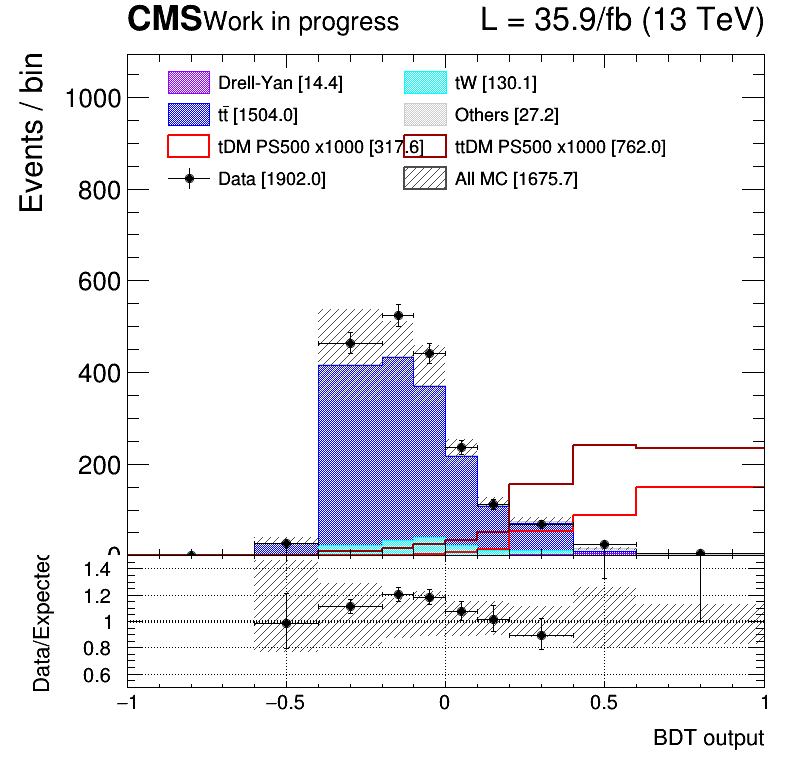 CMS Work in progress L = 35.9/fb (13 TeV)
Events / bin
1000
800
600
400
200
0
Drell-Yan [14.4] tW [130.1]
tt̄ [1504.0] Others [27.2]
tDM PS500 x1000 [317.6] ttDM PS500 x1000 [762.0]
Data [1902.0] All MC [1675.7]
Data/Expected
1.4
1.2
1
0.8
0.6
−1 −0.5 0 0.5 1
BDT output